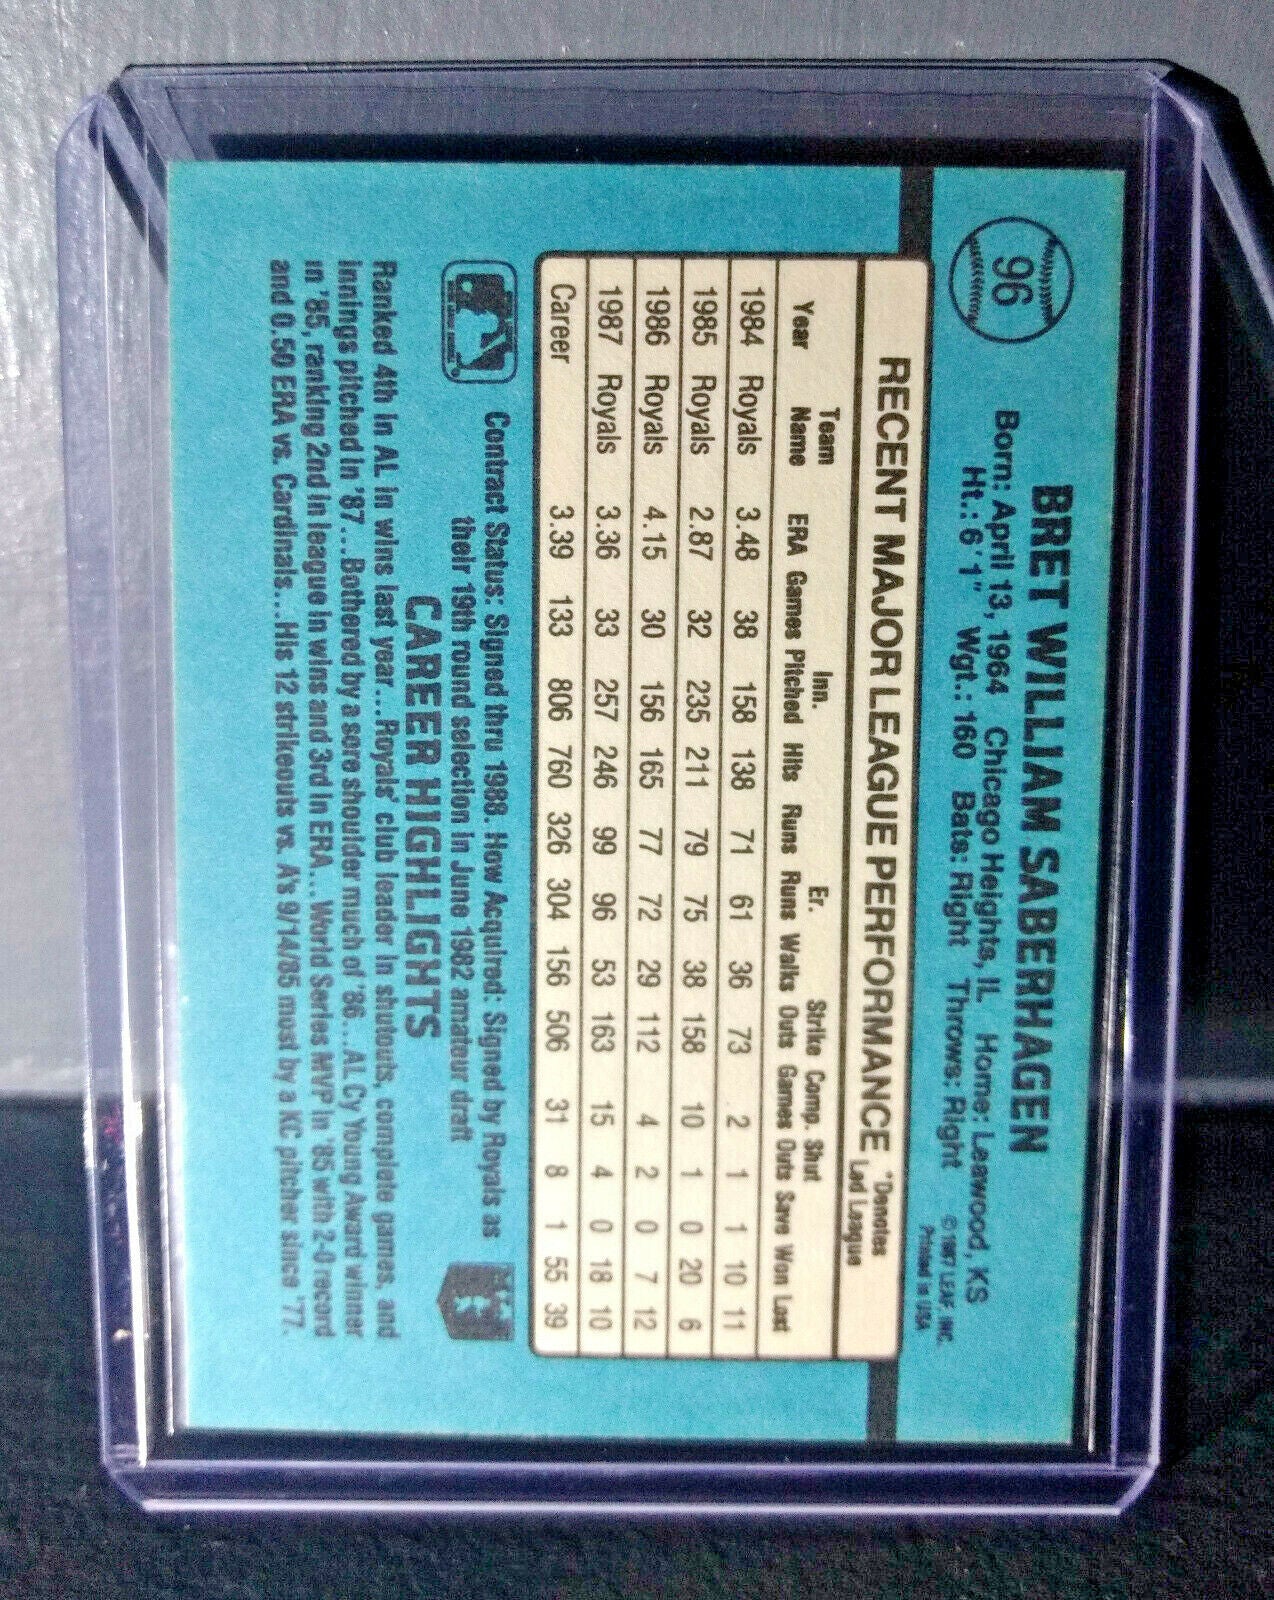 96
BRET WILLIAM SABERHAGEN
Born: April 13, 1964 Chicago Heights, IL Home: Leawood, KS
Ht.: 6'1" Wgt.: 160 Bats: Right Throws: Right
© 1987 LEAF, INC.
Printed in USA
RECENT MAJOR LEAGUE PERFORMANCE *Denotes Led League
Year Team Name ERA Games Inn. Pitched Hits Runs Er. Runs Walks Strike Outs Comp. Games Shut Outs Save Won Lost
1984 Royals 3.48 38 158 138 71 61 36 73 2 1 1 10 11
1985 Royals 2.87 32 235 211 79 75 38 158 10 1 0 20 6
1986 Royals 4.15 30 156 165 77 72 29 112 4 2 0 7 12
1987 Royals 3.36 33 257 246 99 96 53 163 15 4 0 18 10
Career 3.39 133 806 760 326 304 156 506 31 8 1 55 39
Contract Status: Signed thru 1988. How Acquired: Signed by Royals as
their 19th round selection in June 1982 amateur draft
CAREER HIGHLIGHTS
Ranked 4th in AL in wins last year...Royals' club leader in shutouts, complete games, and
innings pitched in '87...Bothered by a sore shoulder much of '86...AL Cy Young Award winner
in '85, ranking 2nd in league in wins and 3rd in ERA...World Series MVP in '85 with 2-0 record
and 0.50 ERA vs. Cardinals...His 12 strikeouts vs. A's 9/14/85 most by a KC pitcher since '77.